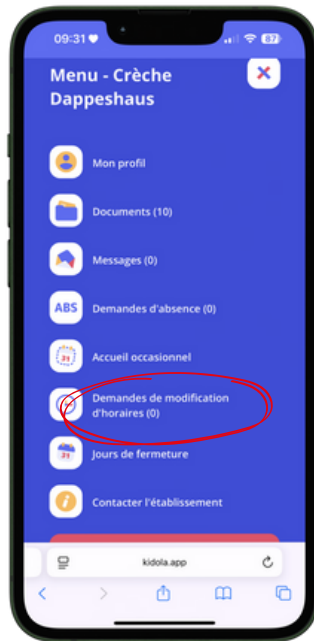 09:31
87
Menu - Crèche
Dappeshaus
Mon profil
Documents (10)
Messages (0)
ABS
Demandes d'absence (0)
31
Accueil occasionnel
Demandes de modification
d'horaires (0)
31
Jours de fermeture
i
Contacter l'établissement
kidola.app